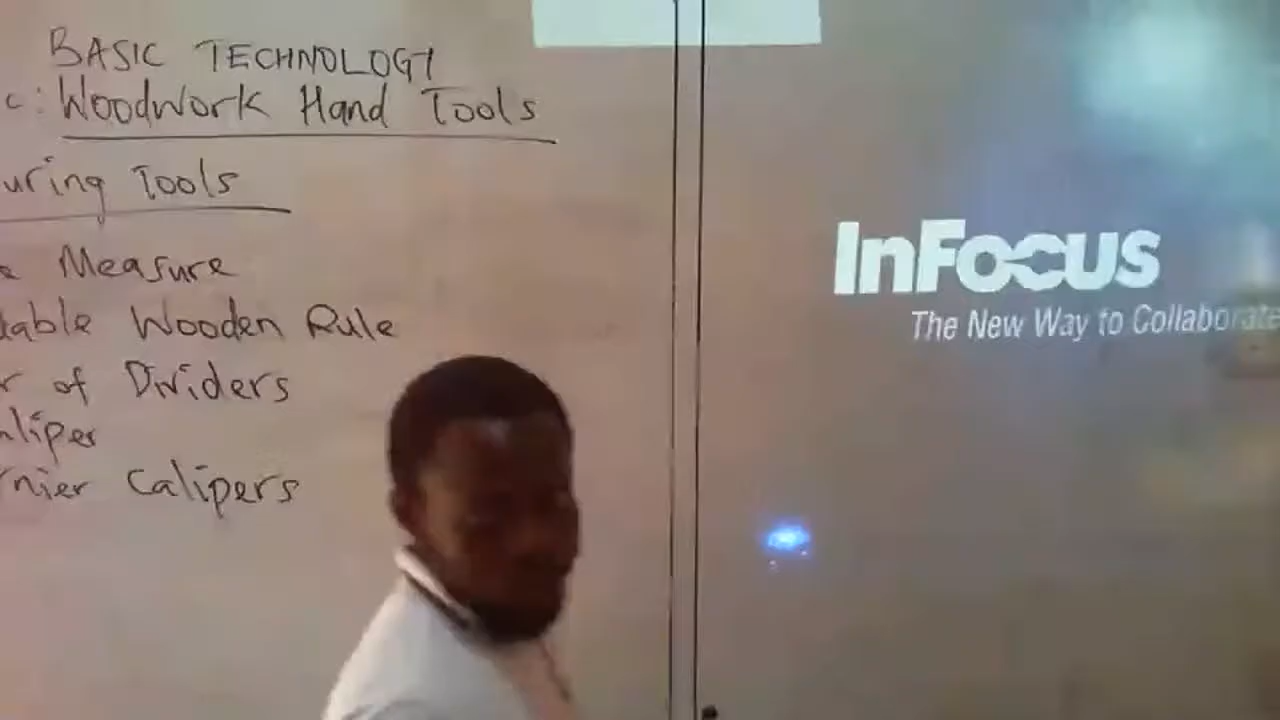 BASIC TECHNOLOGY
c: Woodwork Hand Tools
uring Tools
e Measure
table Wooden Rule
r of Dividers
aliper
rnier Calipers
InFocus
The New Way to Collaborate